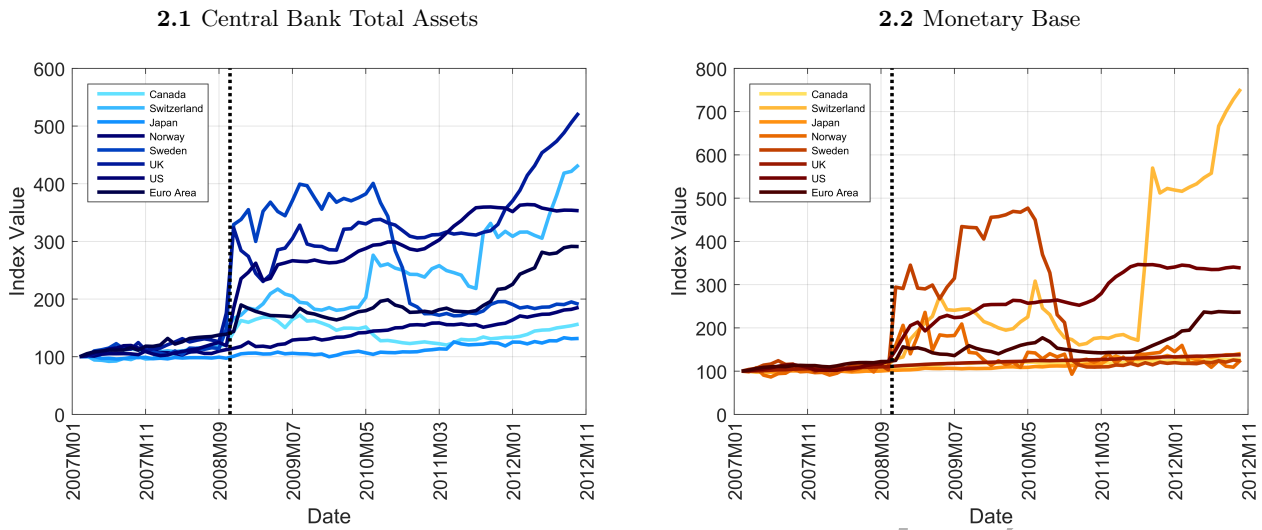 2.1 Central Bank Total Assets
600
500
400
300
200
100
0
Index Value
Canada
Switzerland
Japan
Norway
Sweden
UK
US
Euro Area
2007M01
2007M11
2008M09
2009M07
2010M05
2011M03
2012M01
2012M11
Date
2.2 Monetary Base
800
700
600
500
400
300
200
100
0
Index Value
Canada
Switzerland
Japan
Norway
Sweden
UK
US
Euro Area
2007M01
2007M11
2008M09
2009M07
2010M05
2011M03
2012M01
2012M11
Date